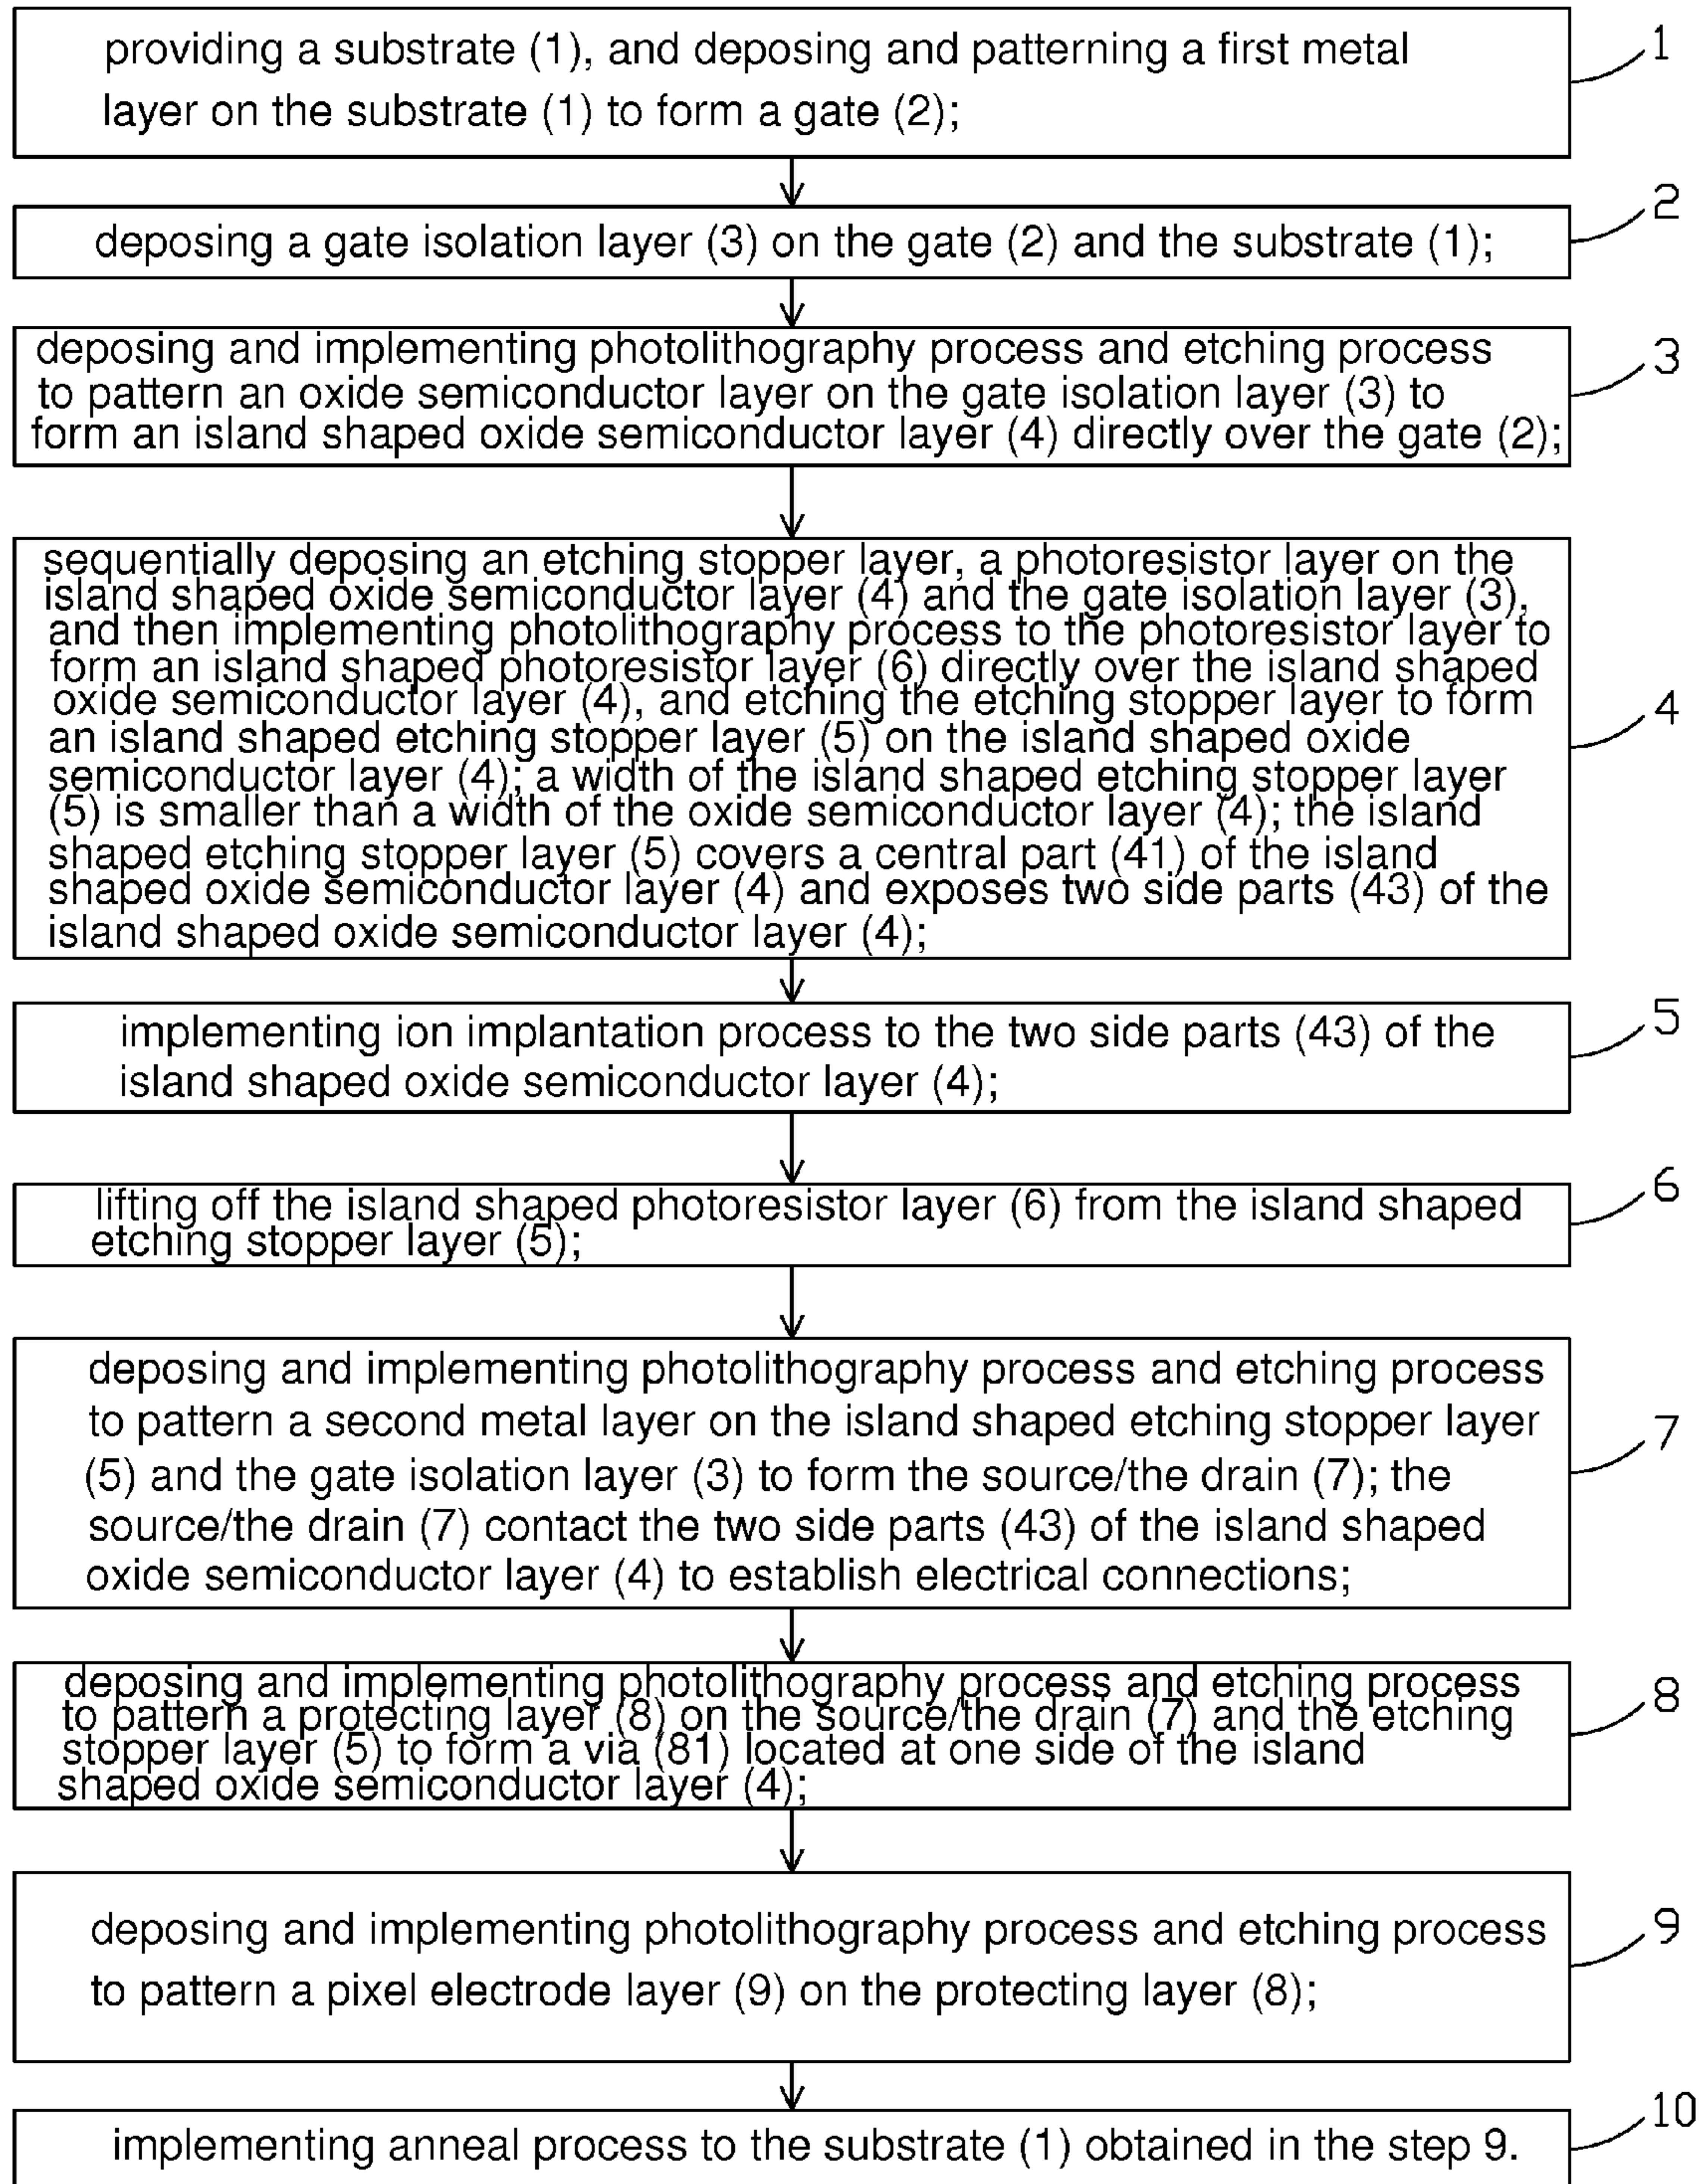 providing a substrate (1), and deposing and patterning a first metal
layer on the substrate (1) to form a gate (2);
1
deposing a gate isolation layer (3) on the gate (2) and the substrate (1);
2
deposing and implementing photolithography process and etching process
to pattern an oxide semiconductor layer on the gate isolation layer (3) to
form an island shaped oxide semiconductor layer (4) directly over the gate (2);
3
sequentially deposing an etching stopper layer, a photoresistor layer on the
island shaped oxide semiconductor layer (4) and the gate isolation layer (3),
and then implementing photolithography process to the photoresistor layer to
form an island shaped photoresistor layer (6) directly over the island shaped
oxide semiconductor layer (4), and etching the etching stopper layer to form
an island shaped etching stopper layer (5) on the island shaped oxide
semiconductor layer (4); a width of the island shaped etching stopper layer
(5) is smaller than a width of the oxide semiconductor layer (4); the island
shaped etching stopper layer (5) covers a central part (41) of the island
shaped oxide semiconductor layer (4) and exposes two side parts (43) of the
island shaped oxide semiconductor layer (4);
4
implementing ion implantation process to the two side parts (43) of the
island shaped oxide semiconductor layer (4);
5
lifting off the island shaped photoresistor layer (6) from the island shaped
etching stopper layer (5);
6
deposing and implementing photolithography process and etching process
to pattern a second metal layer on the island shaped etching stopper layer
(5) and the gate isolation layer (3) to form the source/the drain (7); the
source/the drain (7) contact the two side parts (43) of the island shaped
oxide semiconductor layer (4) to establish electrical connections;
7
deposing and implementing photolithography process and etching process
to pattern a protecting layer (8) on the source/the drain (7) and the etching
stopper layer (5) to form a via (81) located at one side of the island
shaped oxide semiconductor layer (4);
8
deposing and implementing photolithography process and etching process
to pattern a pixel electrode layer (9) on the protecting layer (8);
9
implementing anneal process to the substrate (1) obtained in the step 9.
10